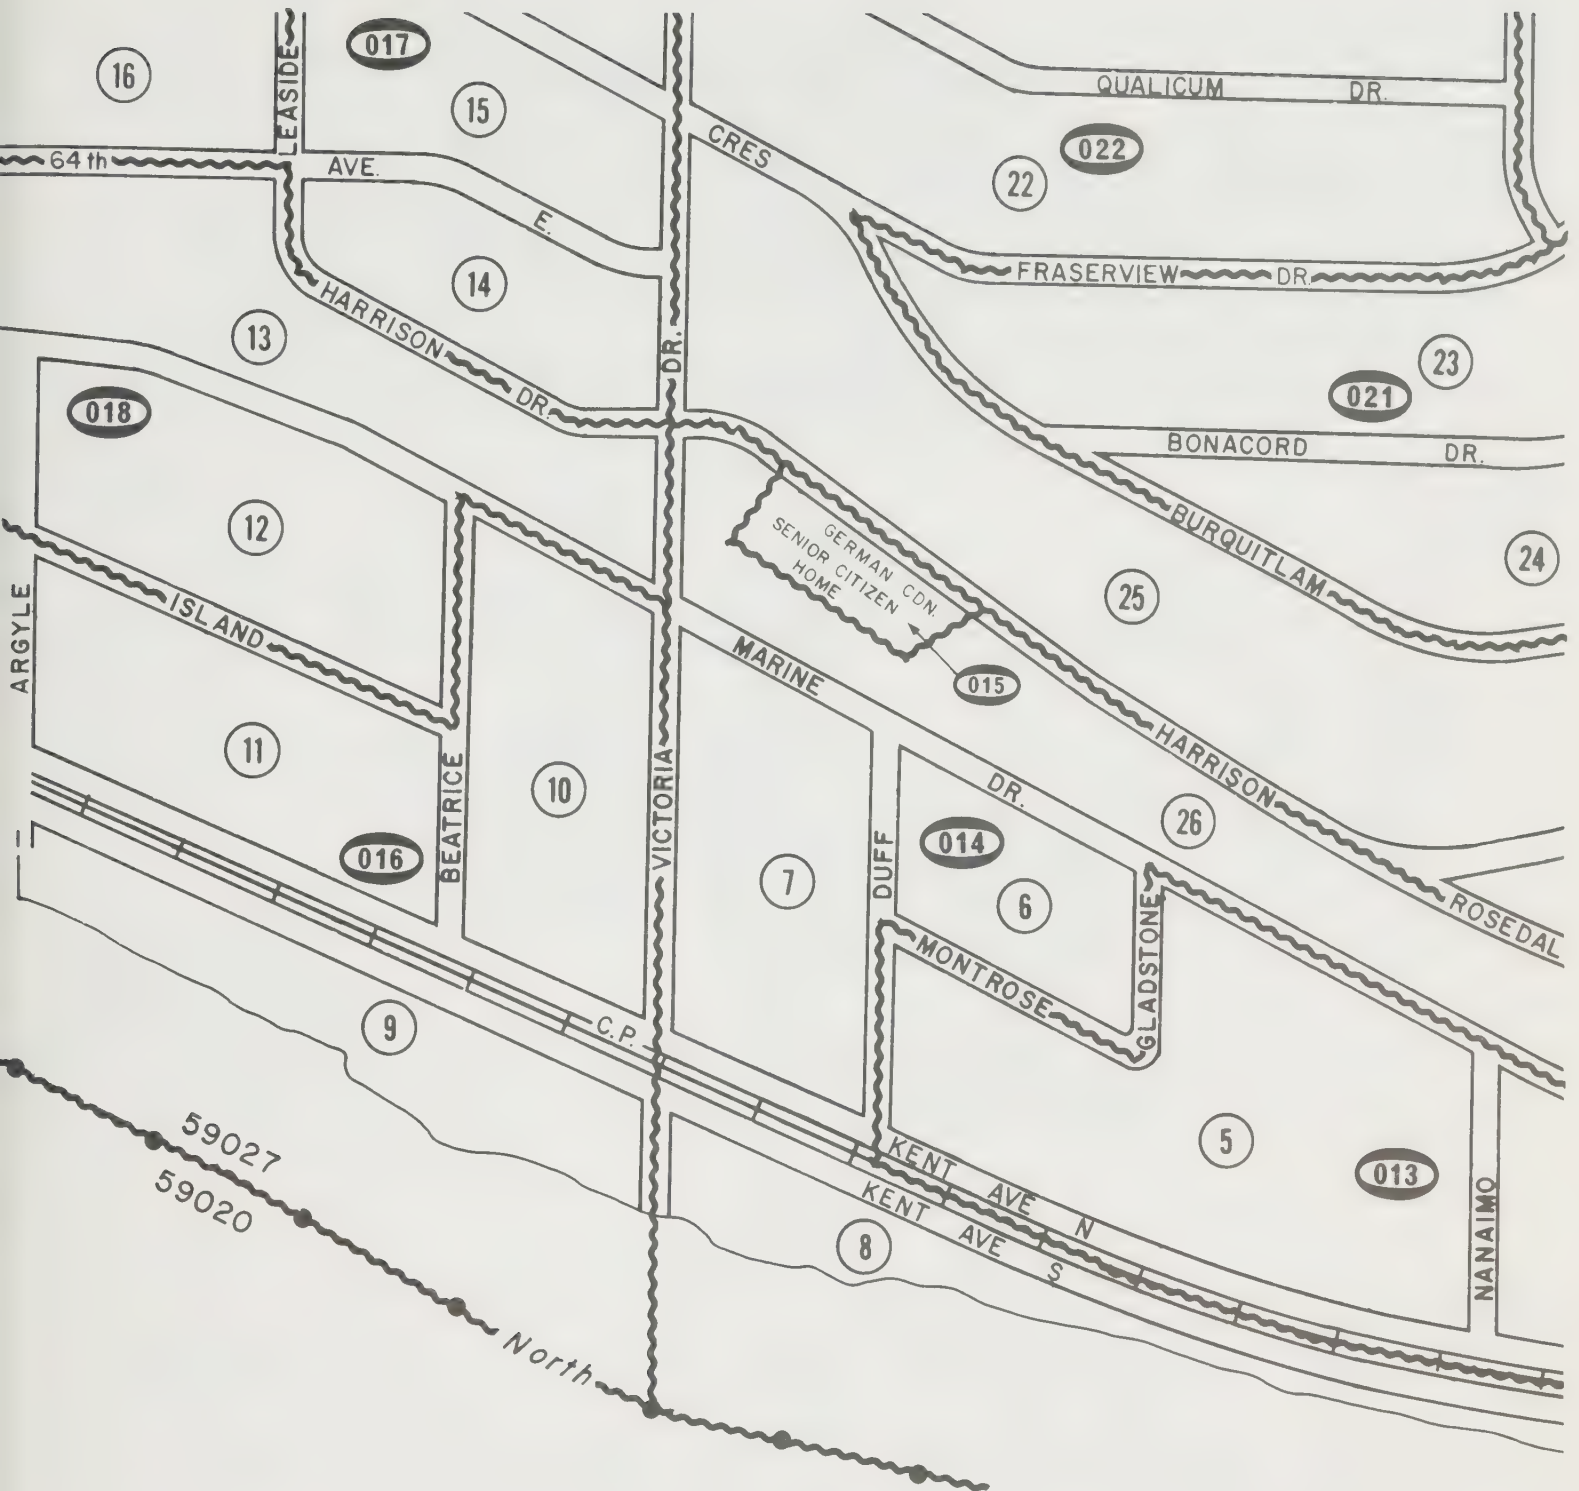 017
16
LEASIDE
15
QUALICUM DR.
CRES
022
64th AVE.
22
E.
14
FRASERVIEW DR.
HARRISON DR.
13
DR.
23
021
018
BONACORD DR.
12
GERMAN CDN.
SENIOR CITIZEN
HOME
BURQUITLAM
24
25
ARGYLE
ISLAND
MARINE DR.
015
11
BEATRICE
10
VICTORIA
HARRISON
26
016
014
DUFF
7
6
GLADSTONE
ROSEDAL
MONTROSE
9
C.P.
59027
59020
5
013
KENT AVE N
KENT AVE S
NANAIMO
8
North